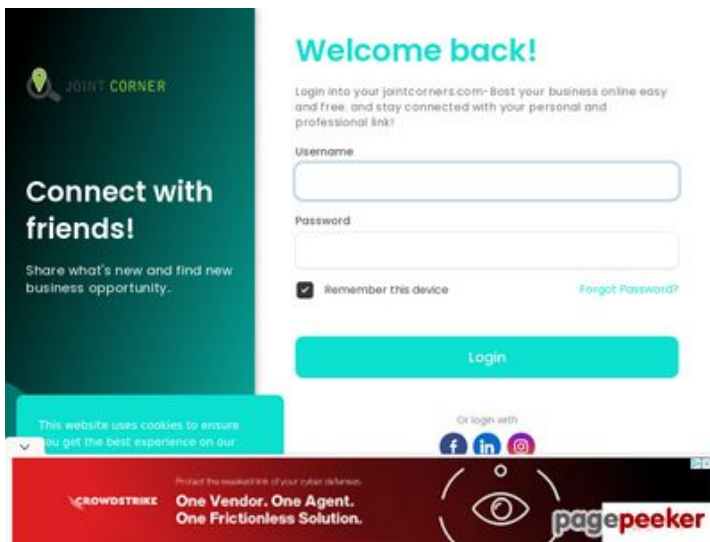 JOINT CORNER
Connect with
friends!
Share what's new and find new
business opportunity.
This website uses cookies to ensure
you get the best experience on our
Welcome back!
Login into your jointcorners.com-Bost your business online easy
and free. and stay connected with your personal and
professional link!
Username
Password
Remember this device
Forgot Password?
Login
Or login with
Protect the weakest link of your cyber defenses
CROWDSTRIKE
One Vendor. One Agent.
One Frictionless Solution.
pagepeeker